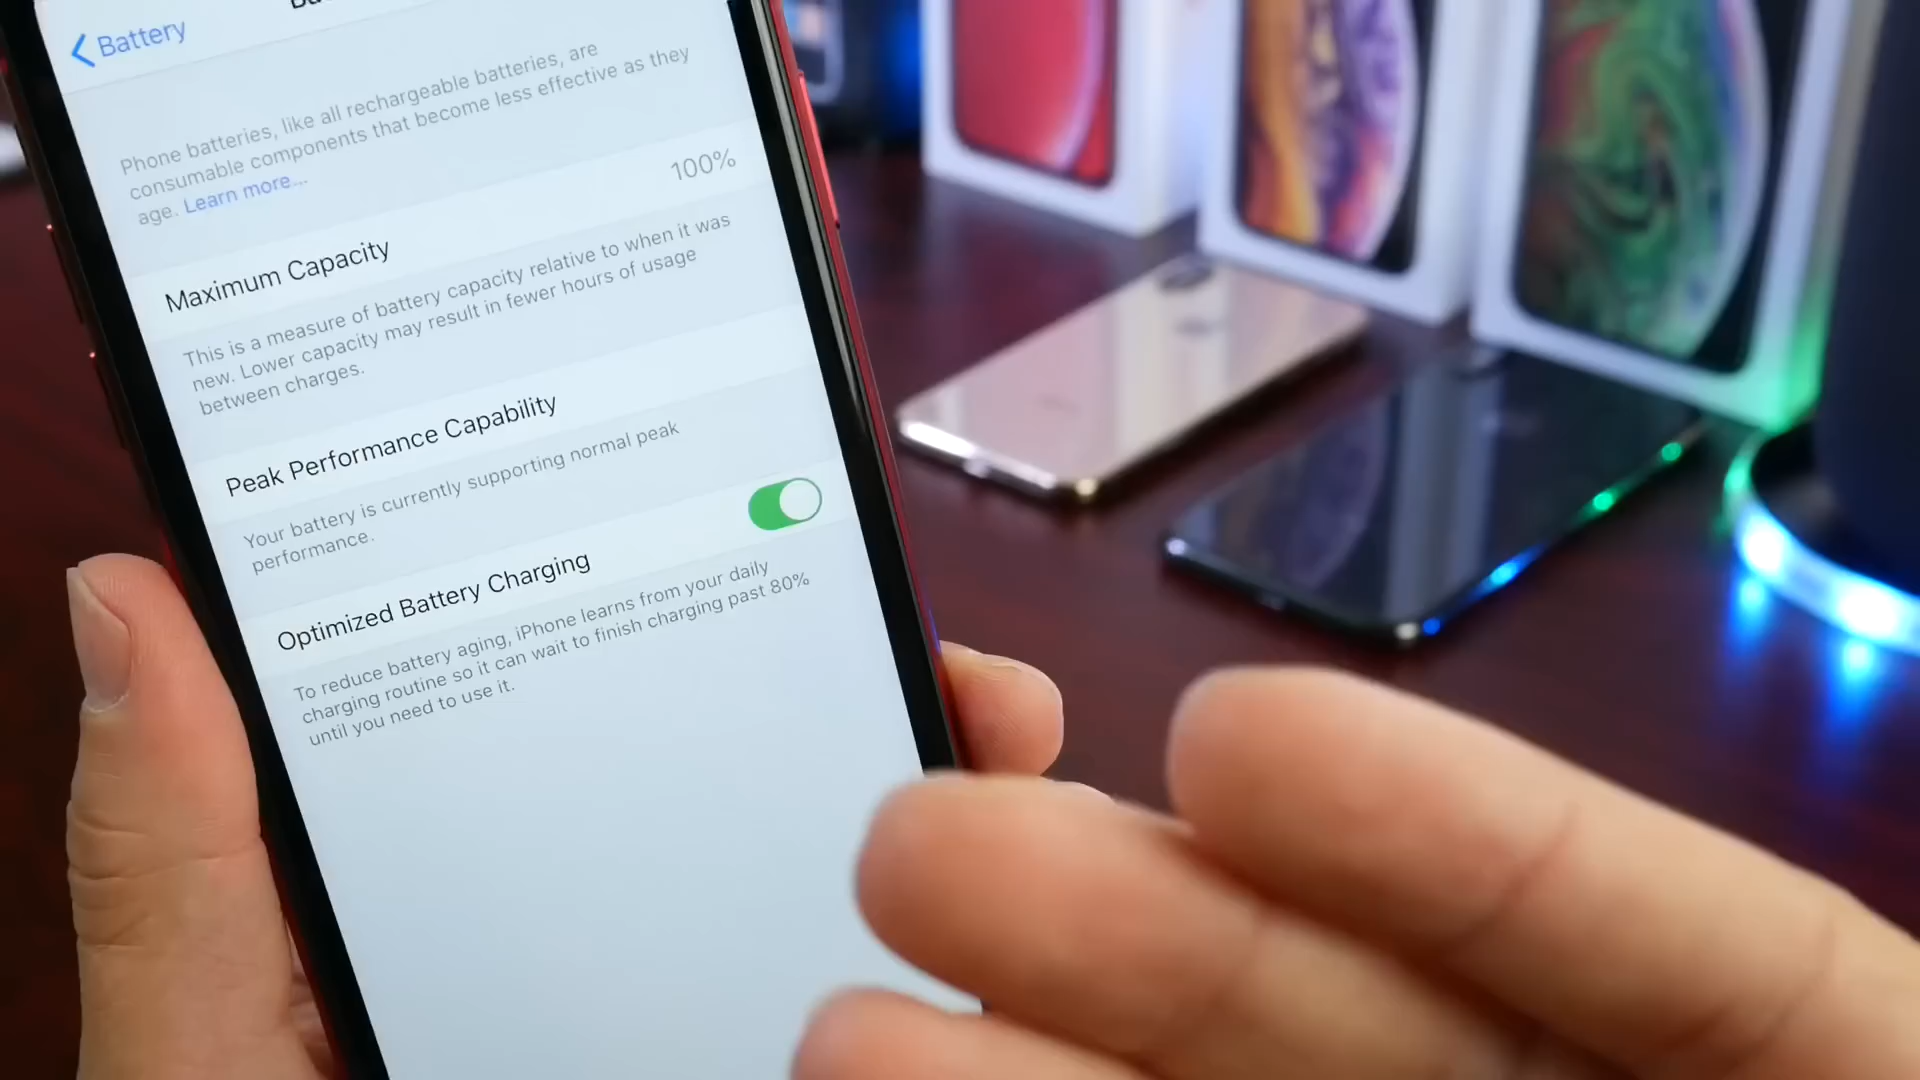 Battery
Phone batteries, like all rechargeable batteries, are
consumable components that become less effective as they
age. Learn more...
Maximum Capacity 100%
This is a measure of battery capacity relative to when it was
new. Lower capacity may result in fewer hours of usage
between charges.
Peak Performance Capability
Your battery is currently supporting normal peak
performance.
Optimized Battery Charging
To reduce battery aging, iPhone learns from your daily
charging routine so it can wait to finish charging past 80%
until you need to use it.